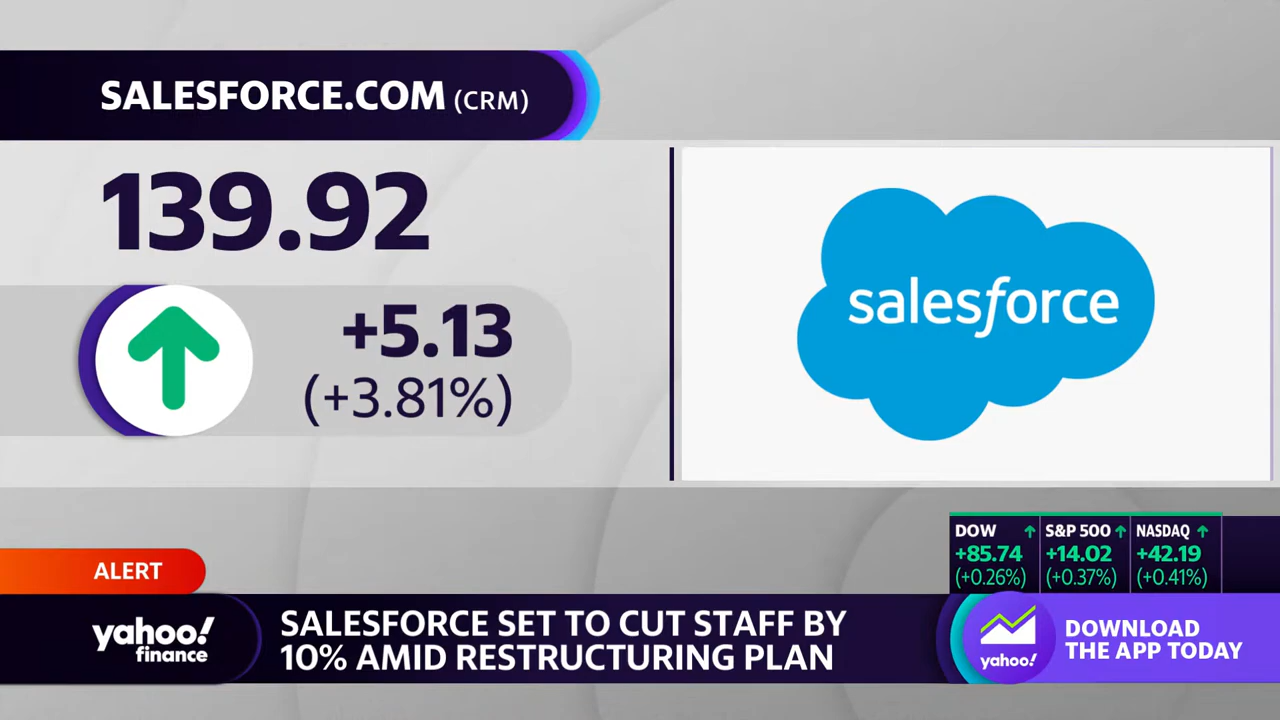 SALESFORCE.COM (CRM)
139.92
+5.13
(+3.81%)
salesforce
DOW
+85.74
(+0.26%)
S&P 500
+14.02
(+0.37%)
NASDAQ
+42.19
(+0.41%)
ALERT
yahoo!
finance
SALESFORCE SET TO CUT STAFF BY
10% AMID RESTRUCTURING PLAN
yahoo!
DOWNLOAD
THE APP TODAY